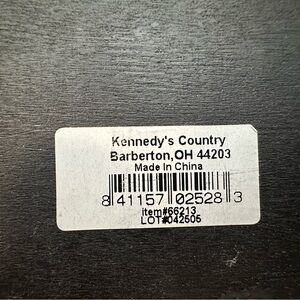 Kennedy's Country
Barberton,OH 44203
Made In China
8 41157 02528 3
item#66213
LOT#042605